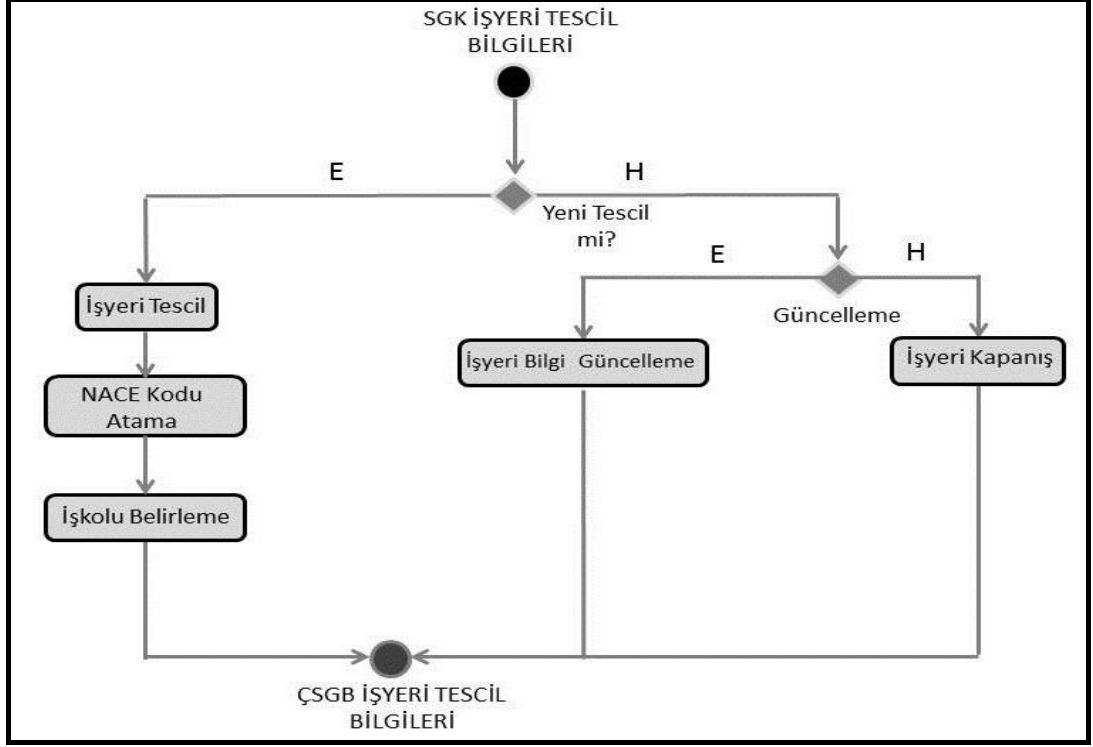 SGK İŞYERİ TESCİL
BİLGİLERİ
E
H
Yeni Tescil
mi?
E
H
Güncelleme
İşyeri Tescil
İşyeri Bilgi Güncelleme
İşyeri Kapanış
NACE Kodu
Atama
İşkolu Belirleme
ÇSGB İŞYERİ TESCİL
BİLGİLERİ